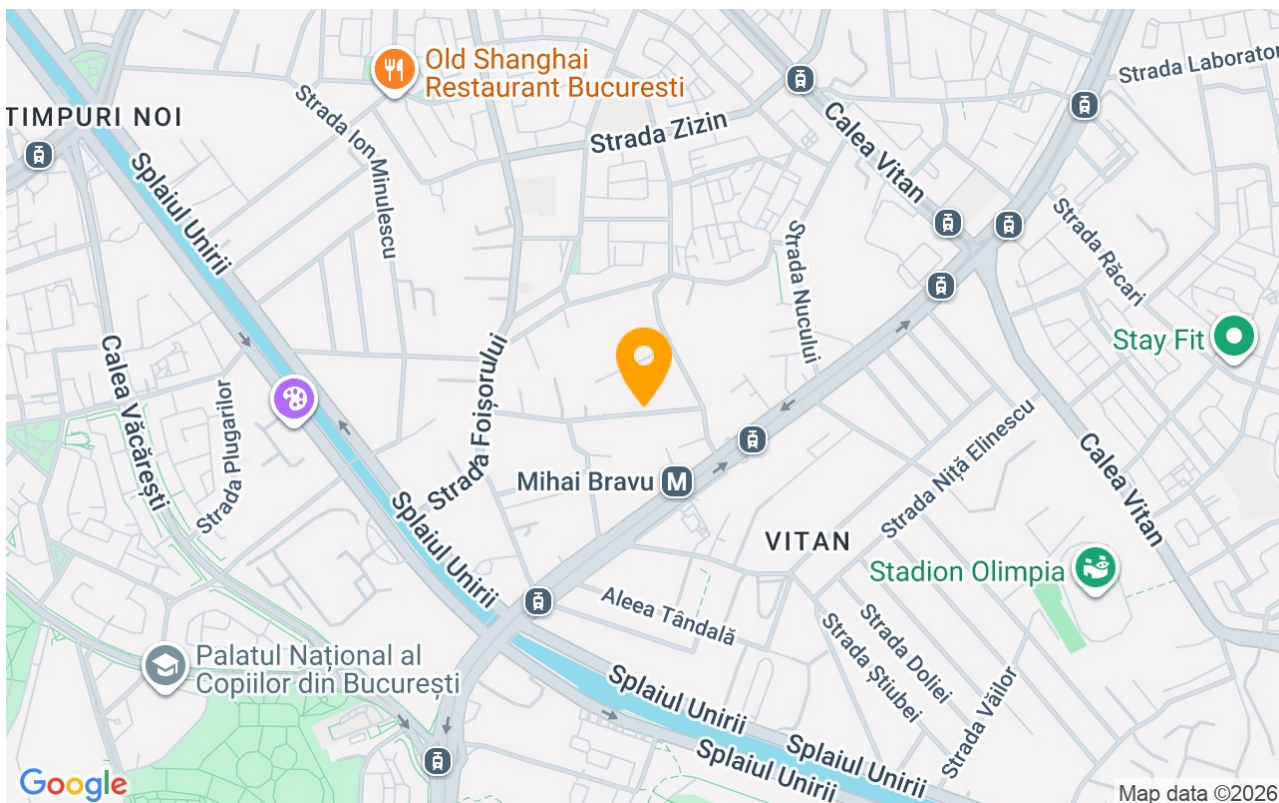 Old Shanghai
Restaurant Bucuresti
Strada Laborator
TIMPURI NOI
Strada Ion Minulescu
Strada Zizin
Calea Vitan
Splaiul Unirii
Strada Nucului
Strada Răcari
Stay Fit
Calea Văcărești
Strada Plugarilor
Strada Foișorului
Mihai Bravu
M
Strada Niță Elinescu
Calea Vitan
Splaiul Unirii
VITAN
Stadion Olimpia
Aleea Tândală
Strada Doliei
Strada Știubei
Strada Văilor
Palatul Național al
Copiilor din București
Splaiul Unirii
Splaiul Unirii
Splaiul Unirii
Google
Map data ©2026